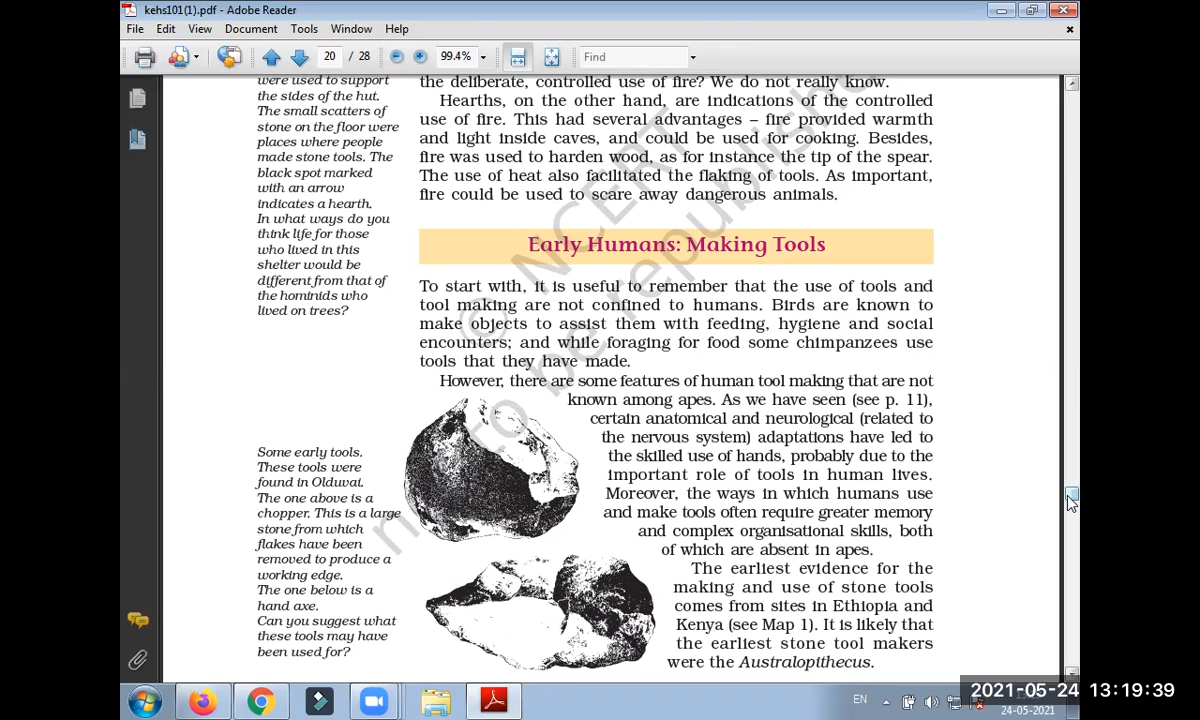 kehs101(1).pdf - Adobe Reader
File Edit View Document Tools Window Help
20 / 28 99.4% Find
were used to support
the sides of the hut.
The small scatters of
stone on the floor were
places where people
made stone tools. The
black spot marked
with an arrow
indicates a hearth.
In what ways do you
think life for those
who lived in this
shelter would be
different from that of
the hominids who
lived on trees?
the deliberate, controlled use of fire? We do not really know.
Hearths, on the other hand, are indications of the controlled
use of fire. This had several advantages – fire provided warmth
and light inside caves, and could be used for cooking. Besides,
fire was used to harden wood, as for instance the tip of the spear.
The use of heat also facilitated the flaking of tools. As important,
fire could be used to scare away dangerous animals.
Early Humans: Making Tools
To start with, it is useful to remember that the use of tools and
tool making are not confined to humans. Birds are known to
make objects to assist them with feeding, hygiene and social
encounters; and while foraging for food some chimpanzees use
tools that they have made.
However, there are some features of human tool making that are not
known among apes. As we have seen (see p. 11),
certain anatomical and neurological (related to
the nervous system) adaptations have led to
the skilled use of hands, probably due to the
important role of tools in human lives.
Moreover, the ways in which humans use
and make tools often require greater memory
and complex organisational skills, both
of which are absent in apes.
The earliest evidence for the
making and use of stone tools
comes from sites in Ethiopia and
Kenya (see Map 1). It is likely that
the earliest stone tool makers
were the Australopithecus.
Some early tools.
These tools were
found in Olduvai.
The one above is a
chopper. This is a large
stone from which
flakes have been
removed to produce a
working edge.
The one below is a
hand axe.
Can you suggest what
these tools may have
been used for?
© NCERT
not to be republished
EN
2021-05-24 13:19:39
24-05-2021